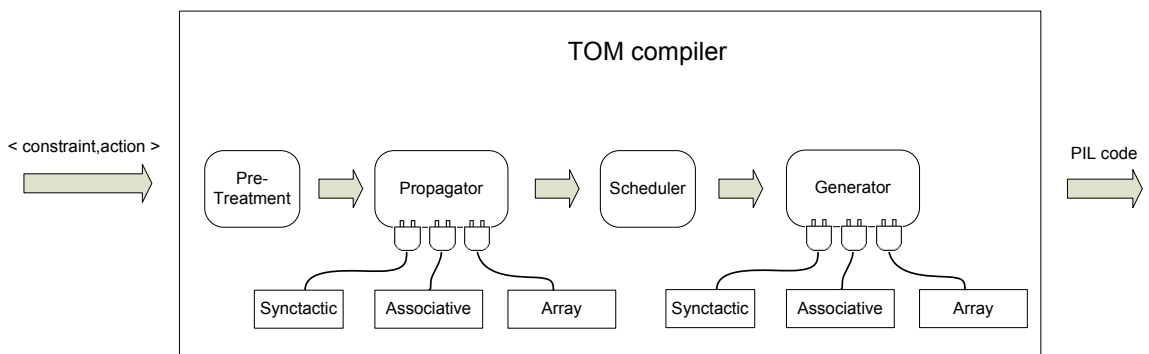 TOM compiler
< constraint,action >
Pre-
Treatment
Propagator
Scheduler
Generator
PIL code
Synctactic
Associative
Array
Synctactic
Associative
Array